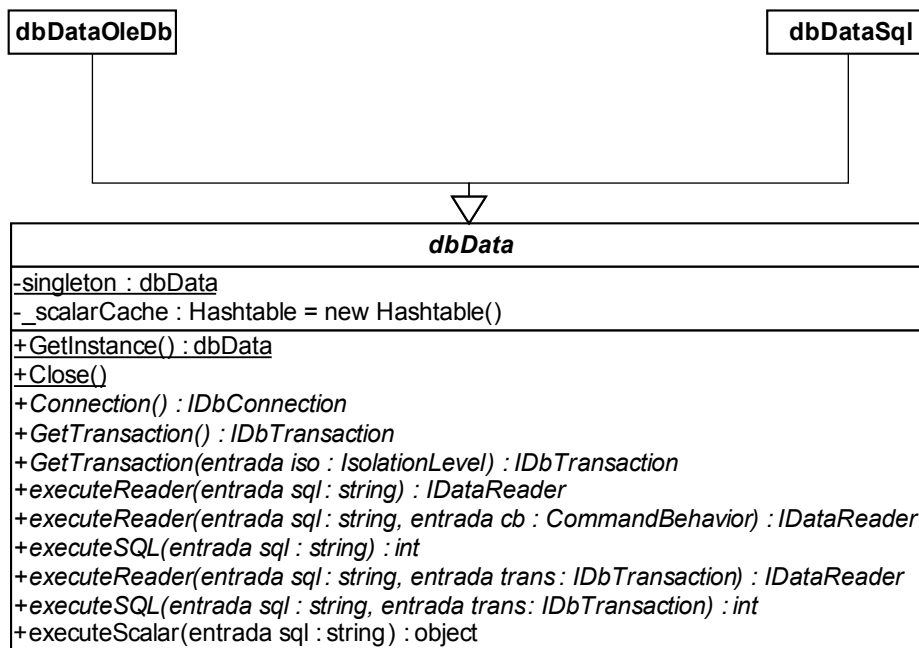 dbDataOleDb
dbDataSql
dbData
-singleton : dbData
-_scalarCache : Hashtable = new Hashtable()
+GetInstance() : dbData
+Close()
+Connection() : IDbConnection
+GetTransaction() : IDbTransaction
+GetTransaction(entrada iso : IsolationLevel) : IDbTransaction
+executeReader(entrada sql : string) : IDataReader
+executeReader(entrada sql : string, entrada cb : CommandBehavior) : IDataReader
+executeSQL(entrada sql : string) : int
+executeReader(entrada sql : string, entrada trans : IDbTransaction) : IDataReader
+executeSQL(entrada sql : string, entrada trans : IDbTransaction) : int
+executeScalar(entrada sql : string) : object